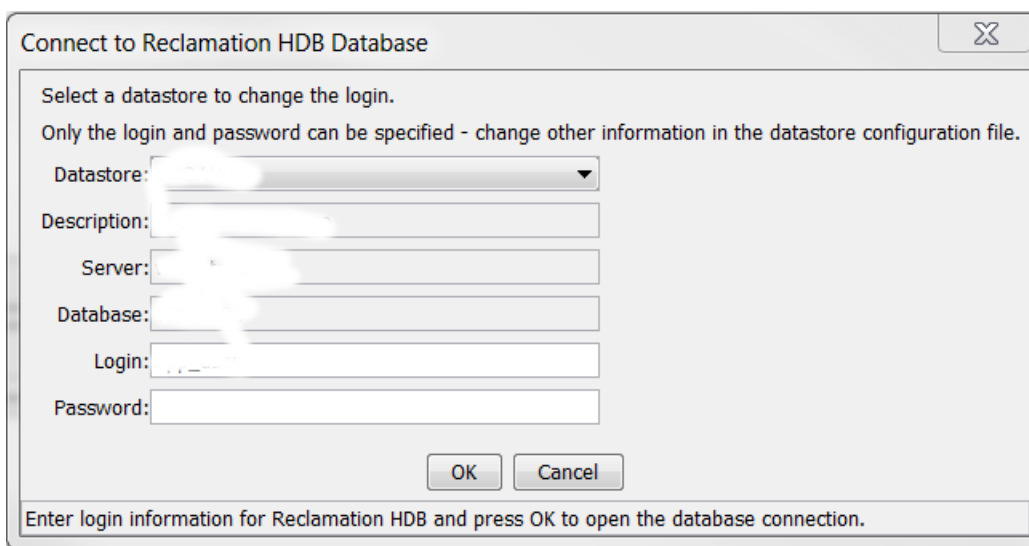 Connect to Reclamation HDB Database
Select a datastore to change the login.
Only the login and password can be specified - change other information in the datastore configuration file.
Datastore:
Description:
Server:
Database:
Login:
Password:
OK Cancel
Enter login information for Reclamation HDB and press OK to open the database connection.